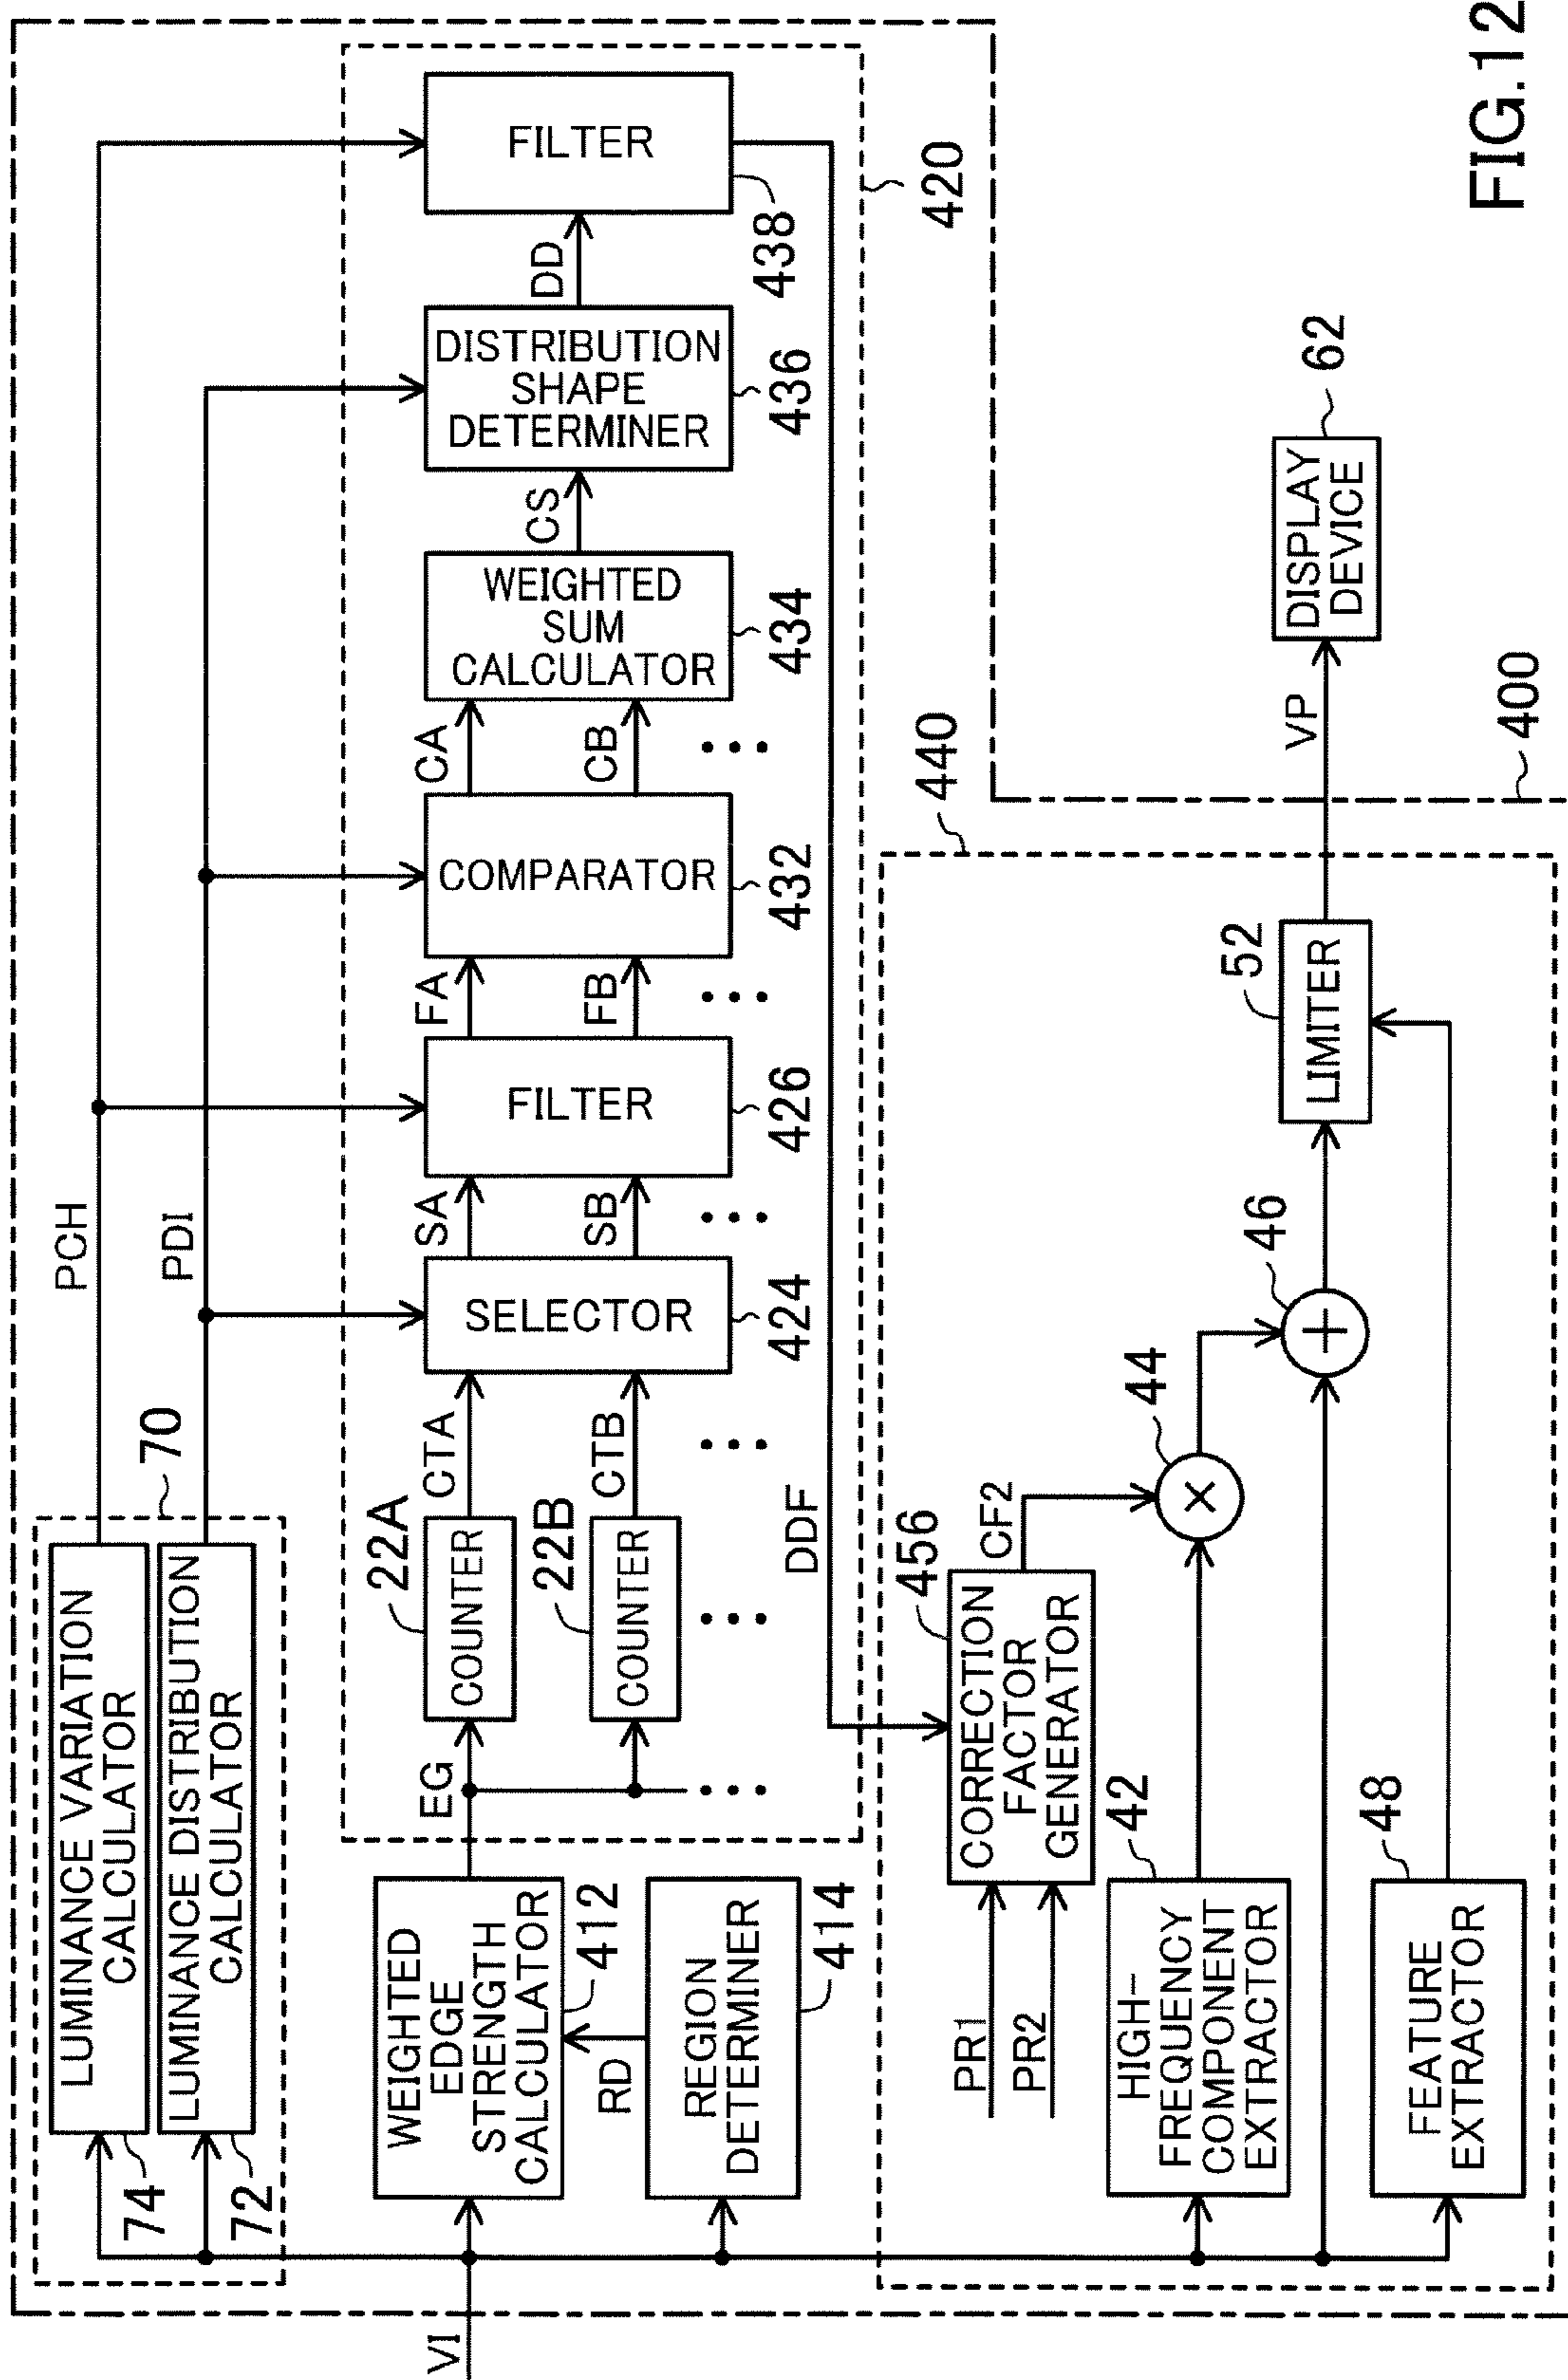 FIG.12
VI
LUMINANCE VARIATION
CALCULATOR
74
LUMINANCE DISTRIBUTION
CALCULATOR
72
70
PCH
PDI
WEIGHTED
EDGE
STRENGTH
CALCULATOR
412
RD
REGION
DETERMINER
414
EG
COUNTER
22A
COUNTER
22B
CTA
CTB
SELECTOR
424
SA
SB
FILTER
426
FA
FB
COMPARATOR
432
CA
CB
WEIGHTED
SUM
CALCULATOR
434
CS
DISTRIBUTION
SHAPE
DETERMINER
436
DD
FILTER
438
420
DDF
PR1
PR2
CORRECTION
FACTOR
GENERATOR
456
CF2
HIGH-
FREQUENCY
COMPONENT
EXTRACTOR
42
×
44
+
46
FEATURE
EXTRACTOR
48
LIMITER
52
440
VP
400
DISPLAY
DEVICE
62